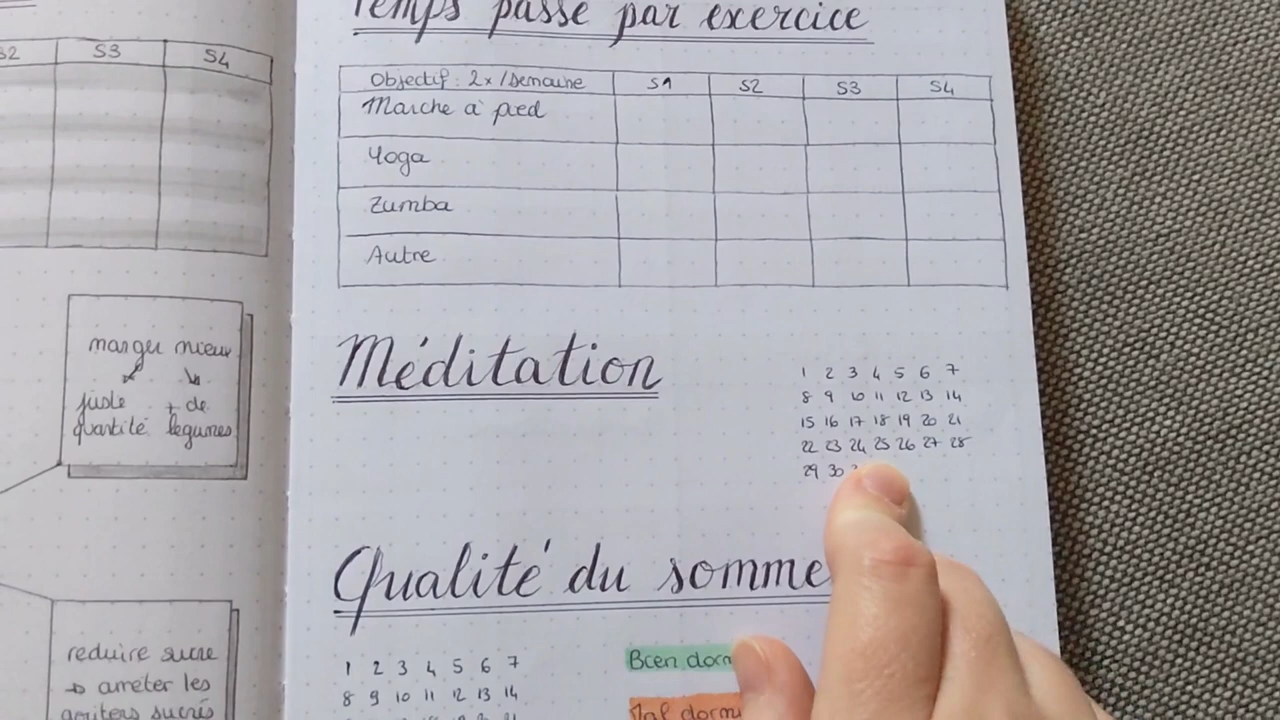 S2 S3 S4
manger mieux
juste + de
quantité légumes
reduire sucre
→ arrêter les
goûters sucrés
Temps passé par exercice
Objectif : 2x/semaine S1 S2 S3 S4
Marche à pied
Yoga
Zumba
Autre
Méditation
1 2 3 4 5 6 7
8 9 10 11 12 13 14
15 16 17 18 19 20 21
22 23 24 25 26 27 28
29 30
Qualité du somme
1 2 3 4 5 6 7
8 9 10 11 12 13 14
Bien dorm
Mal dormi